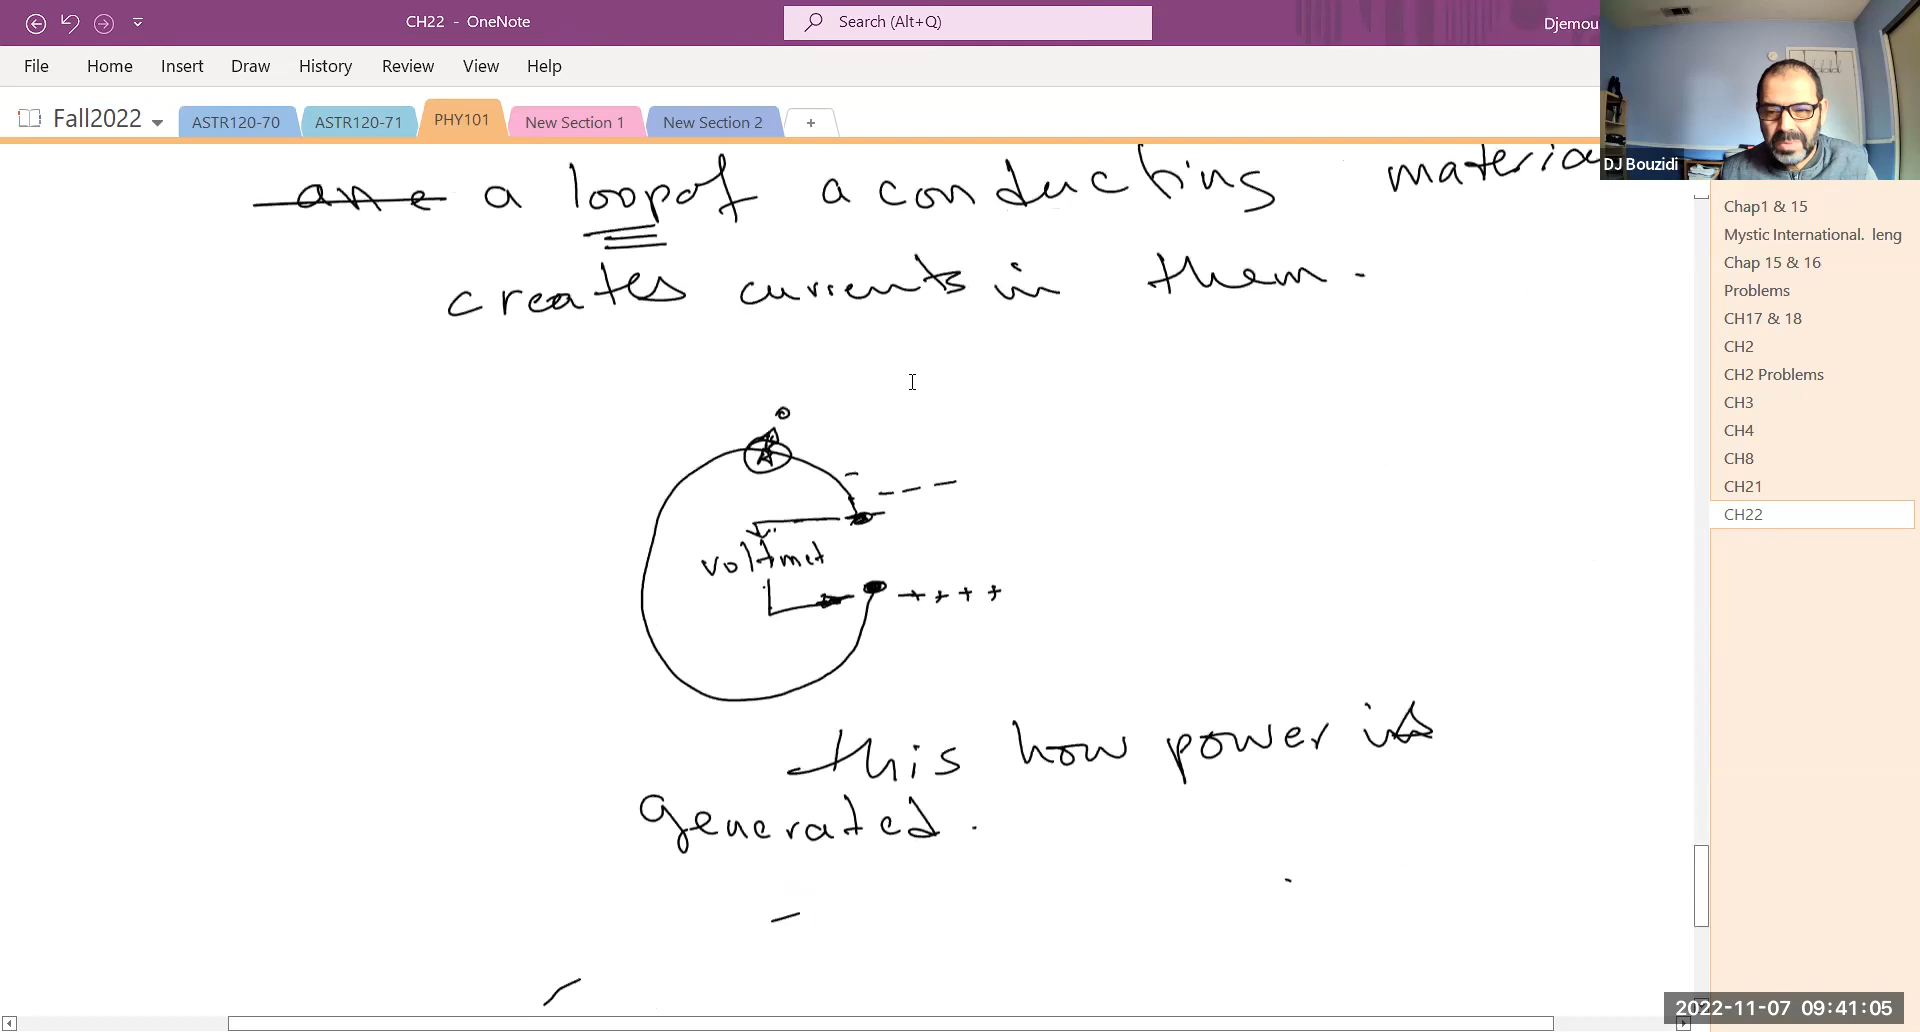 CH22 - OneNote
Search (Alt+Q)
Djemou
File Home Insert Draw History Review View Help
Fall2022
ASTR120-70
ASTR120-71
PHY101
New Section 1
New Section 2
+
DJ Bouzidi
Chap1 & 15
Mystic International. leng
Chap 15 & 16
Problems
CH17 & 18
CH2
CH2 Problems
CH3
CH4
CH8
CH21
CH22
a loop of a conducting materia
creates currents in them.
A
- - - -
voltmet
+ + + +
this how power is
generated.
2022-11-07 09:41:05